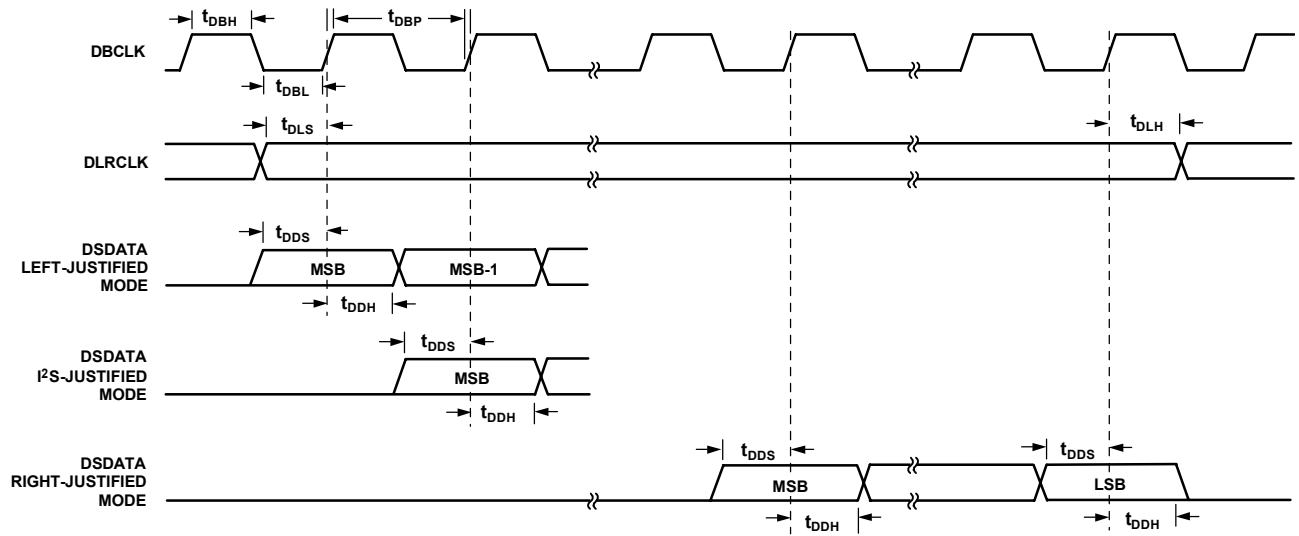 tDBH
tDBP
DBCLK
tDBL
tDLS
tDLH
DLRCLK
tDDS
DSDATA
LEFT-JUSTIFIED
MODE
MSB
MSB-1
tDDH
tDDS
DSDATA
I²S-JUSTIFIED
MODE
MSB
tDDH
DSDATA
RIGHT-JUSTIFIED
MODE
tDDS
tDDS
MSB
LSB
tDDH
tDDH